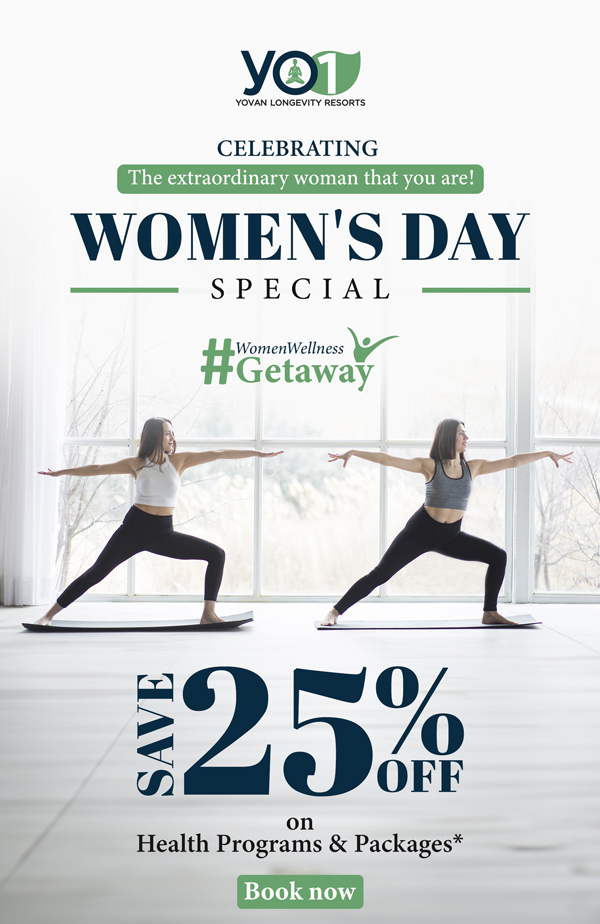 yo1
YOVAN LONGEVITY RESORTS
CELEBRATING
The extraordinary woman that you are!
WOMEN'S DAY
SPECIAL
#WomenWellness
Getaway
SAVE 25% OFF
on
Health Programs & Packages*
Book now